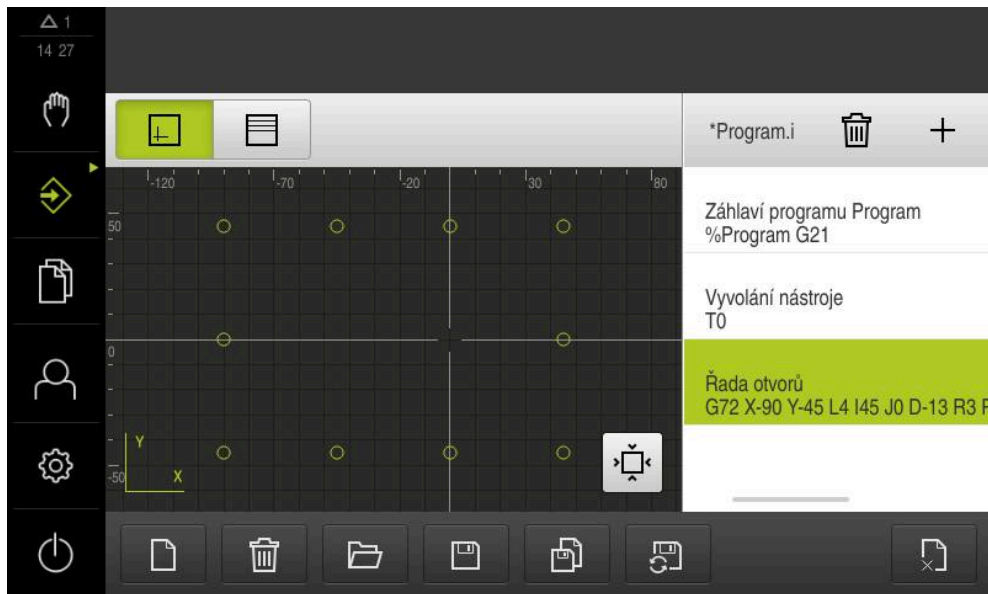 1
14 27
*Program.i
-120 -70 -20 30 80
50
0
-50
Y
X
Záhlaví programu Program
%Program G21
Vyvolání nástroje
T0
Řada otvorů
G72 X-90 Y-45 L4 I45 J0 D-13 R3